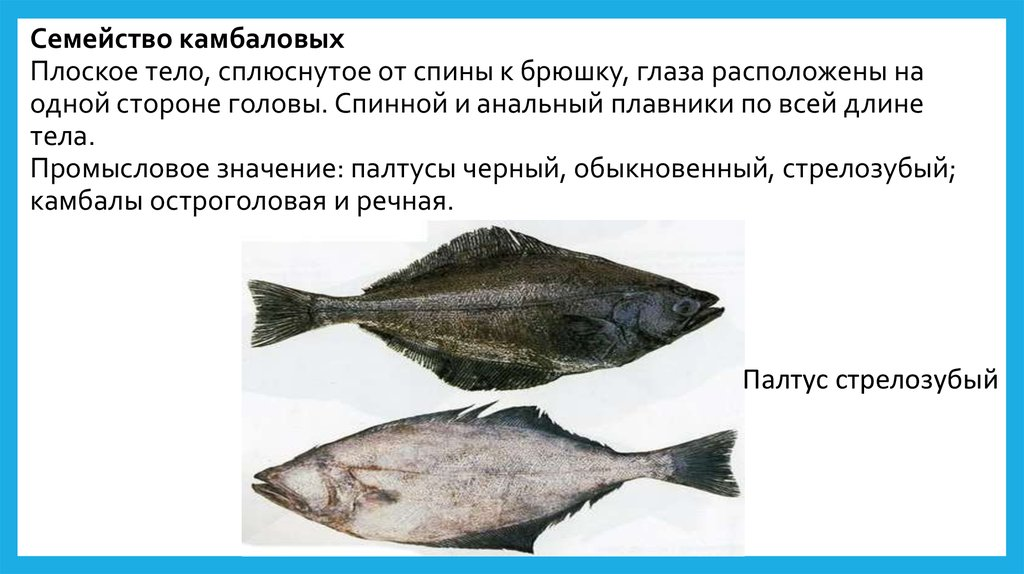 Семейство камбаловых
Плоское тело, сплюснутое от спины к брюшку, глаза расположены на
одной стороне головы. Спинной и анальный плавники по всей длине
тела.
Промысловое значение: палтусы черный, обыкновенный, стрелозубый;
камбалы остроголовая и речная.
Палтус стрелозубый